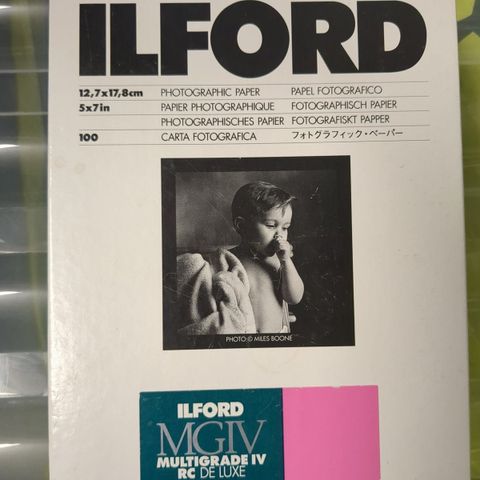 ILFORD
12,7x17,8cm PHOTOGRAPHIC PAPER PAPEL FOTOGRAFICO
5x7in PAPIER PHOTOGRAPHIQUE FOTOGRAFISCH PAPIER
PHOTOGRAPHISCHES PAPIER FOTOGRAFISKT PAPPER
100 CARTA FOTOGRAFICA フォトグラフィック・ペーパー
PHOTO © MILES BOONE
ILFORD
MGIV
MULTIGRADE IV
RC DE LUXE